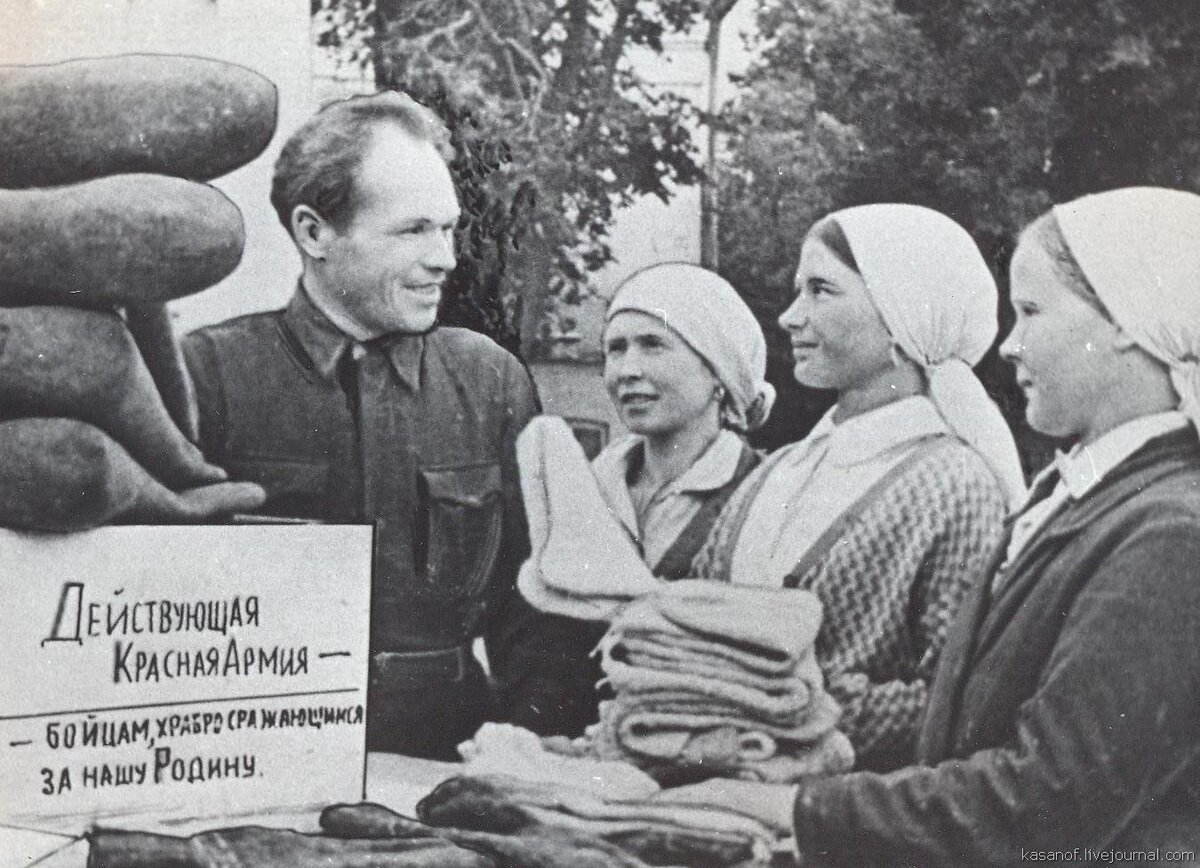 Действующая
Красная Армия —
— бойцам, храбро сражающимся
за нашу Родину.
kasanof.livejournal.com